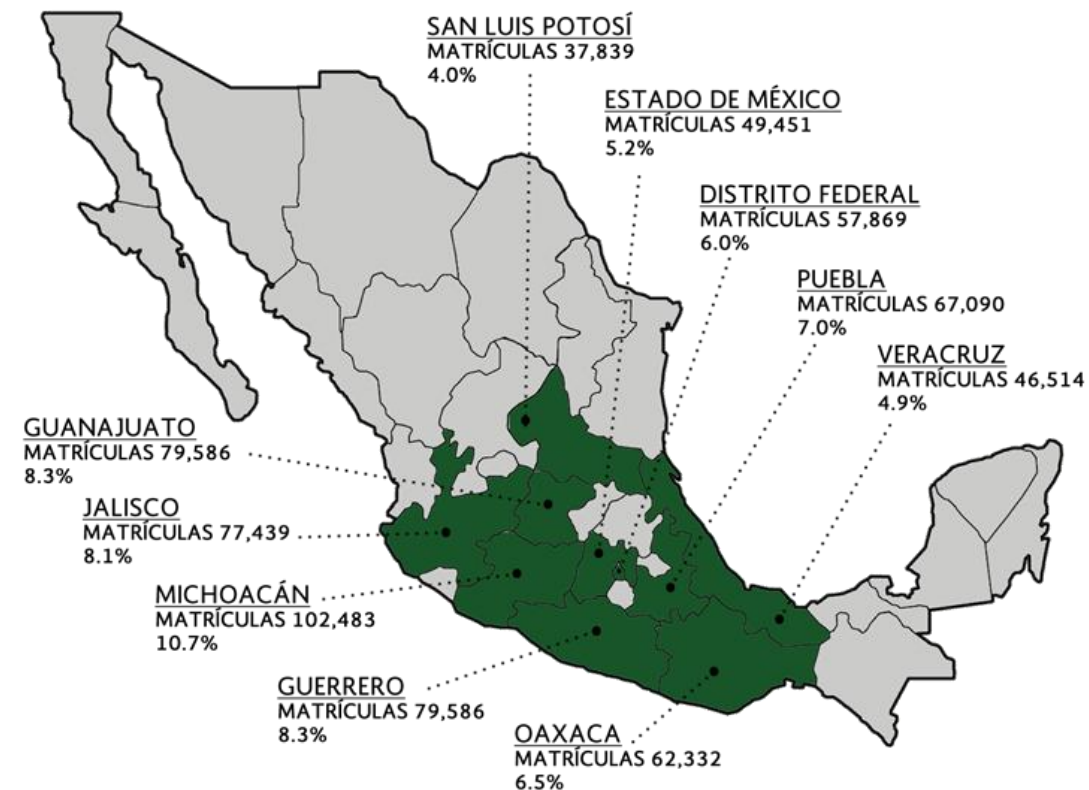 SAN LUIS POTOSÍ
MATRÍCULAS 37,839
4.0%
ESTADO DE MÉXICO
MATRÍCULAS 49,451
5.2%
DISTRITO FEDERAL
MATRÍCULAS 57,869
6.0%
PUEBLA
MATRÍCULAS 67,090
7.0%
VERACRUZ
MATRÍCULAS 46,514
4.9%
GUANAJUATO
MATRÍCULAS 79,586
8.3%
JALISCO
MATRÍCULAS 77,439
8.1%
MICHOACÁN
MATRÍCULAS 102,483
10.7%
GUERRERO
MATRÍCULAS 79,586
8.3%
OAXACA
MATRÍCULAS 62,332
6.5%